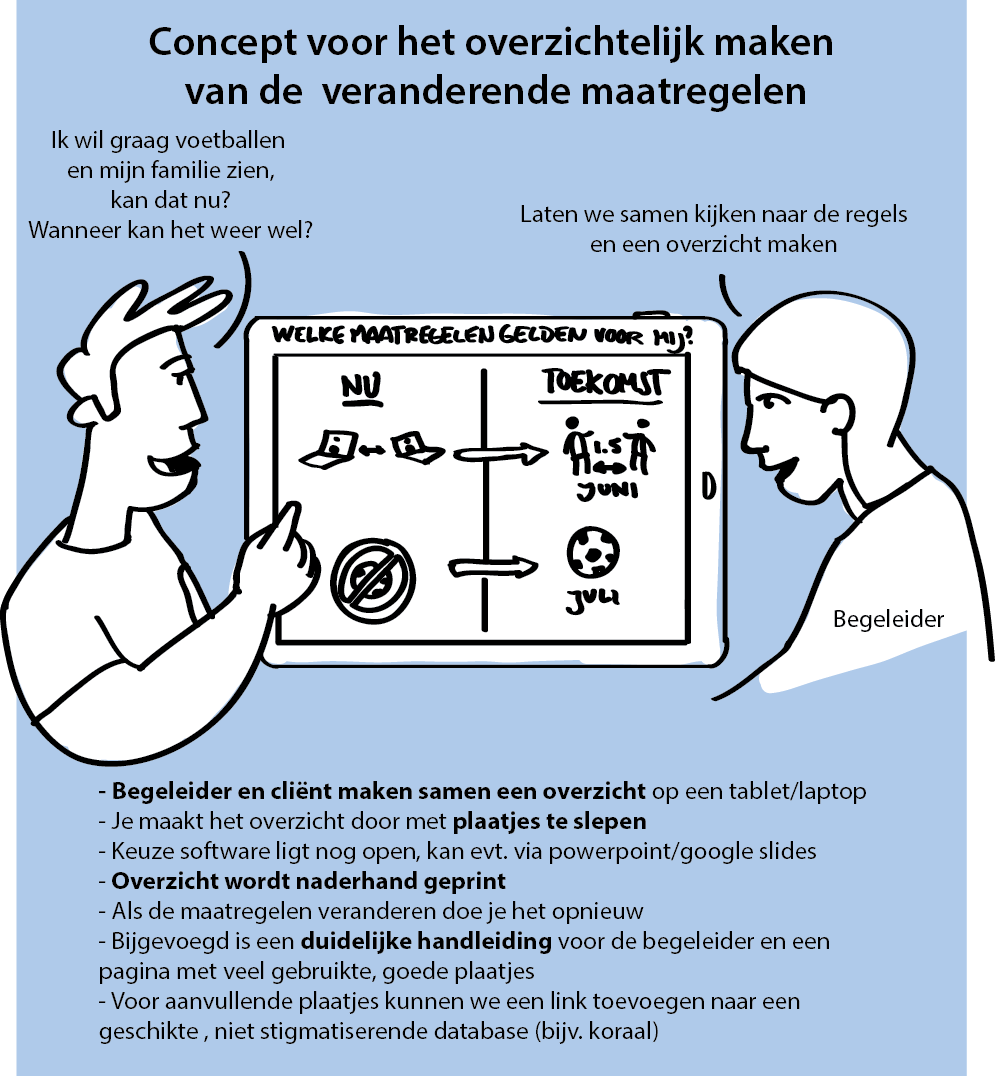 Concept voor het overzichtelijk maken
van de veranderende maatregelen
Ik wil graag voetballen
en mijn familie zien,
kan dat nu?
Wanneer kan het weer wel?
Laten we samen kijken naar de regels
en een overzicht maken
WELKE MAATREGELEN GELDEN VOOR MIJ?
NU
TOEKOMST
1.5
JUNI
JULI
Begeleider
- Begeleider en cliënt maken samen een overzicht op een tablet/laptop
- Je maakt het overzicht door met plaatjes te slepen
- Keuze software ligt nog open, kan evt. via powerpoint/google slides
- Overzicht wordt naderhand geprint
- Als de maatregelen veranderen doe je het opnieuw
- Bijgevoegd is een duidelijke handleiding voor de begeleider en een
pagina met veel gebruikte, goede plaatjes
- Voor aanvullende plaatjes kunnen we een link toevoegen naar een
geschikte , niet stigmatiserende database (bijv. koraal)